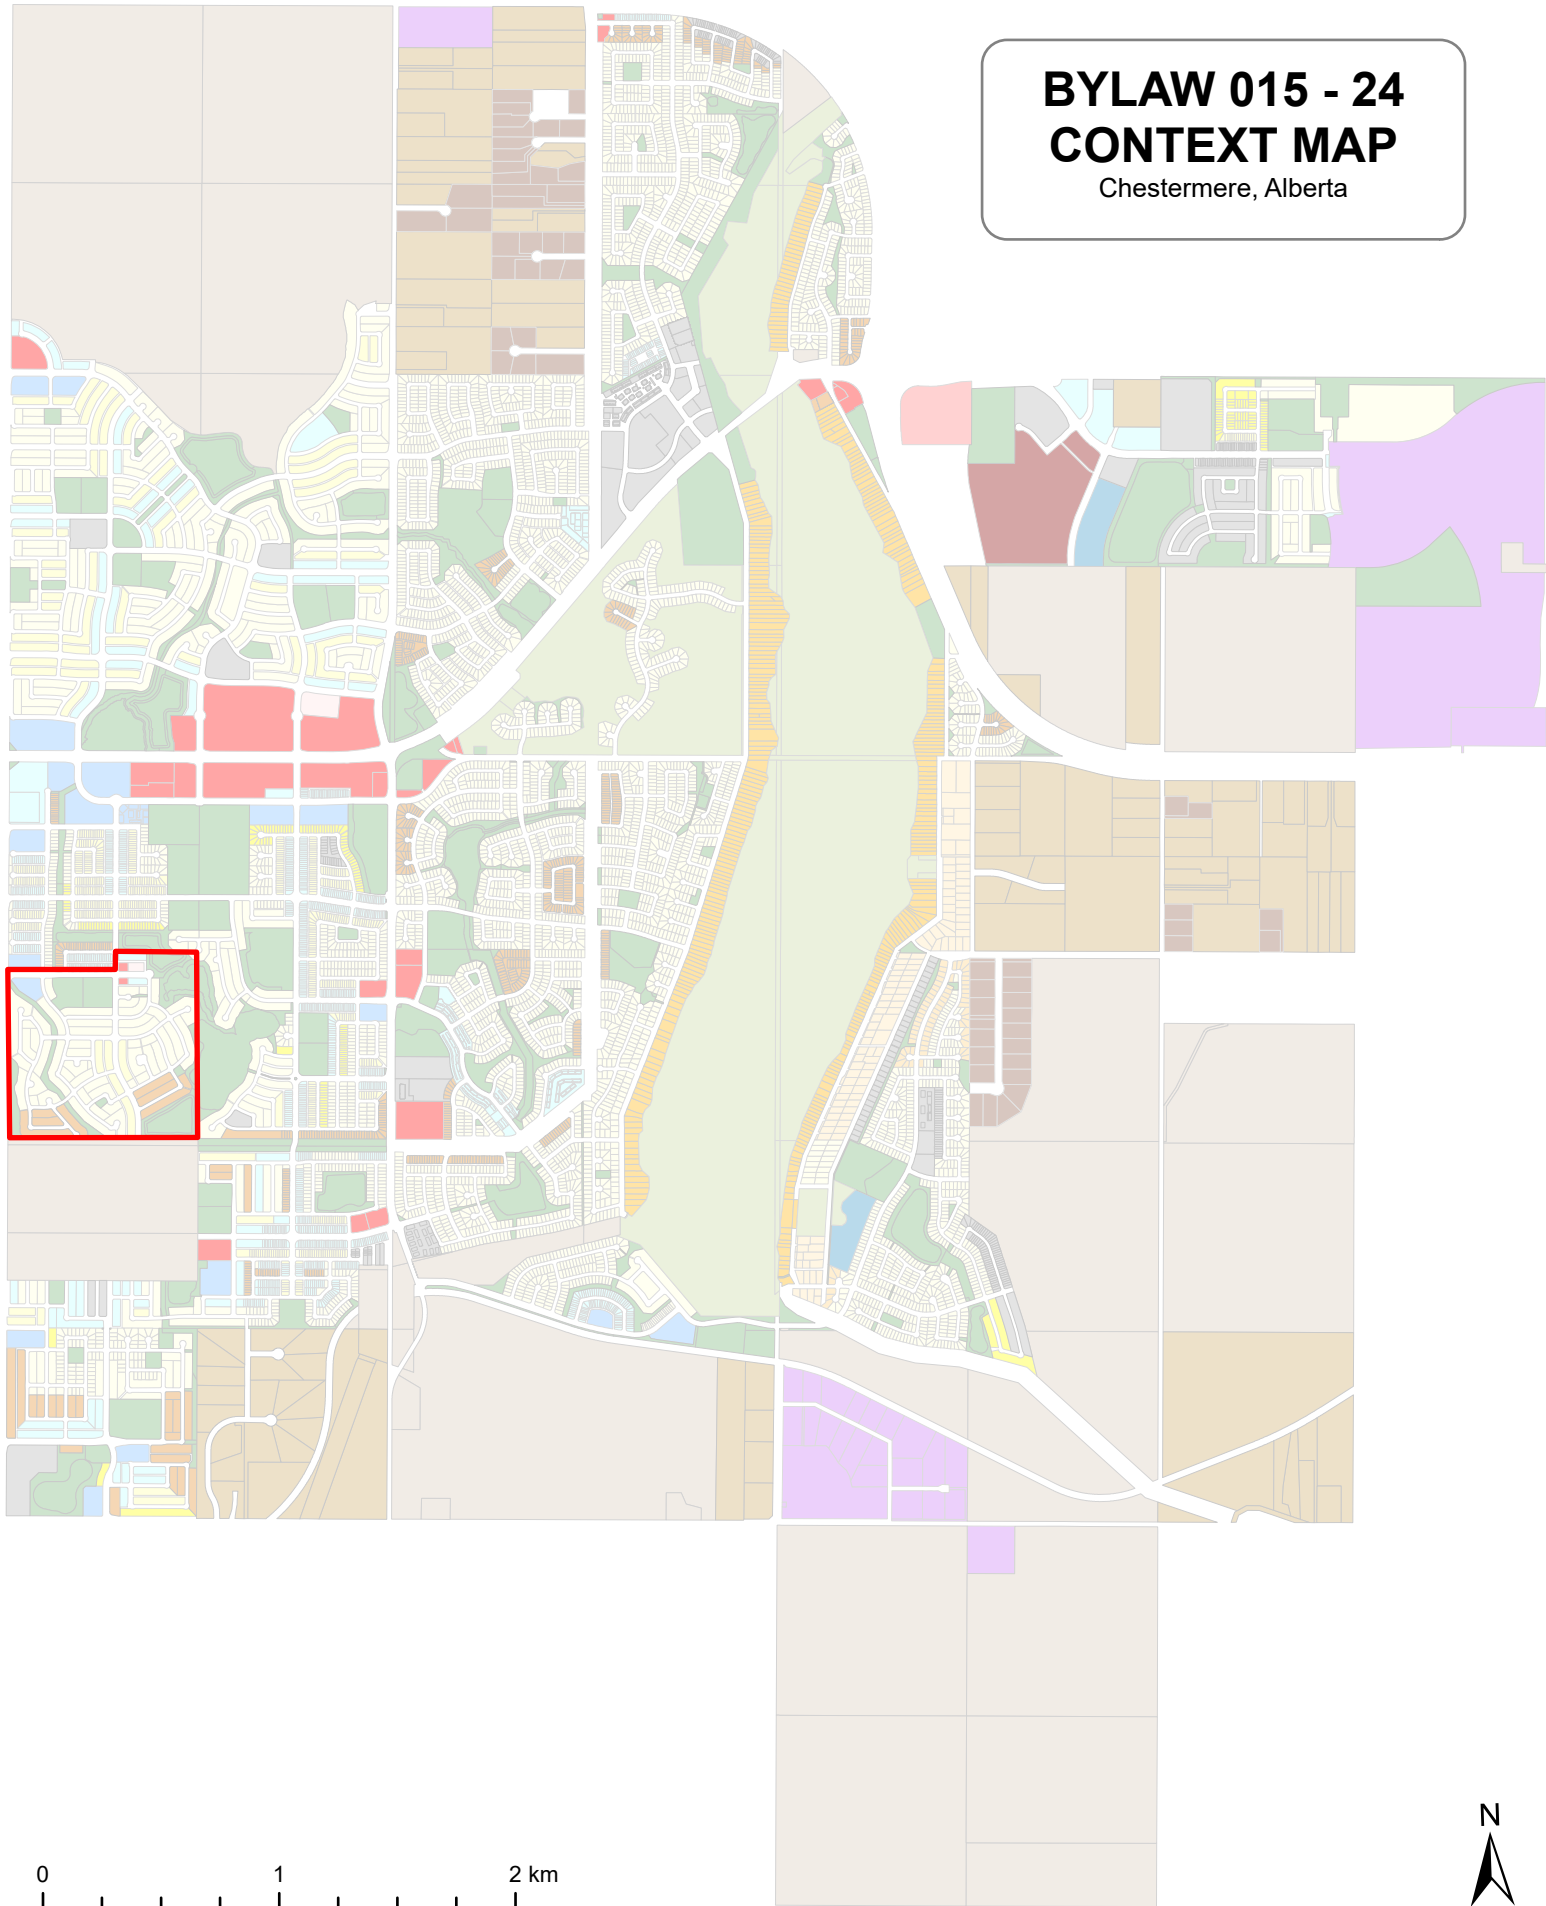 BYLAW 015 - 24
CONTEXT MAP
Chestermere, Alberta
N
0 1 2 km